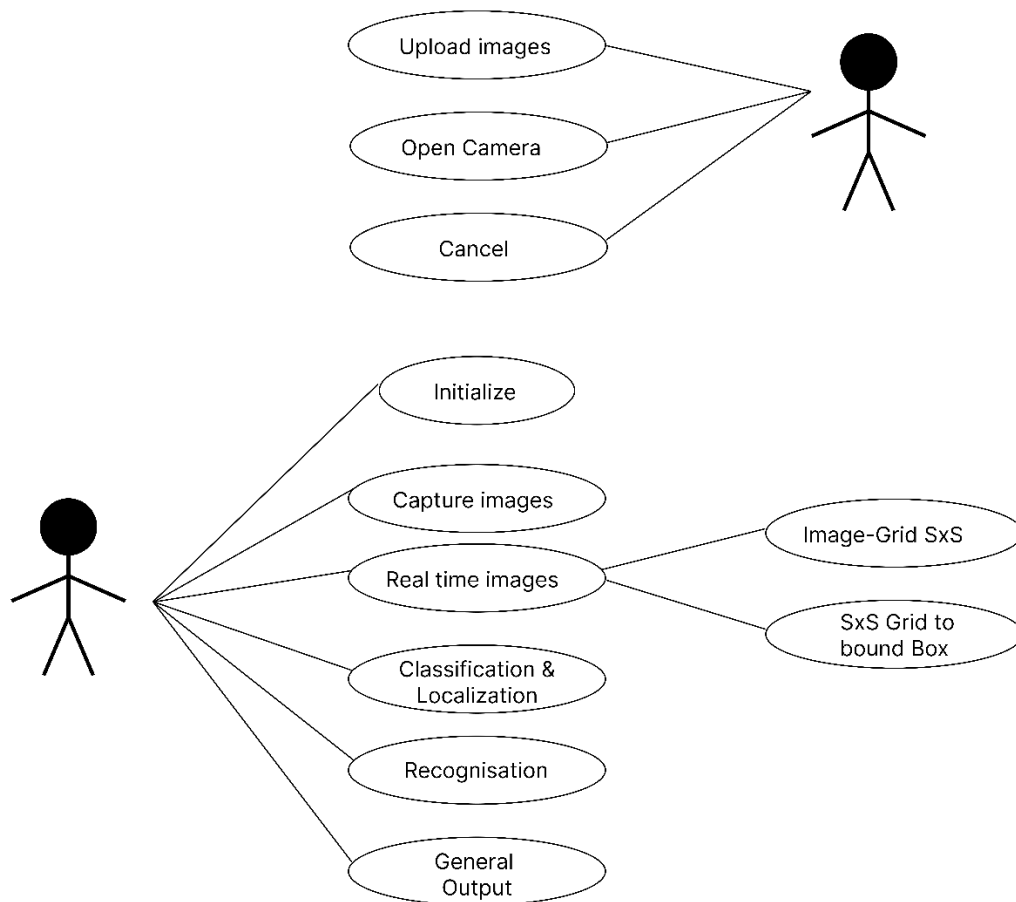 Upload images
Open Camera
Cancel
Initialize
Capture images
Image-Grid SxS
Real time images
SxS Grid to
bound Box
Classification &
Localization
Recognisation
General
Output